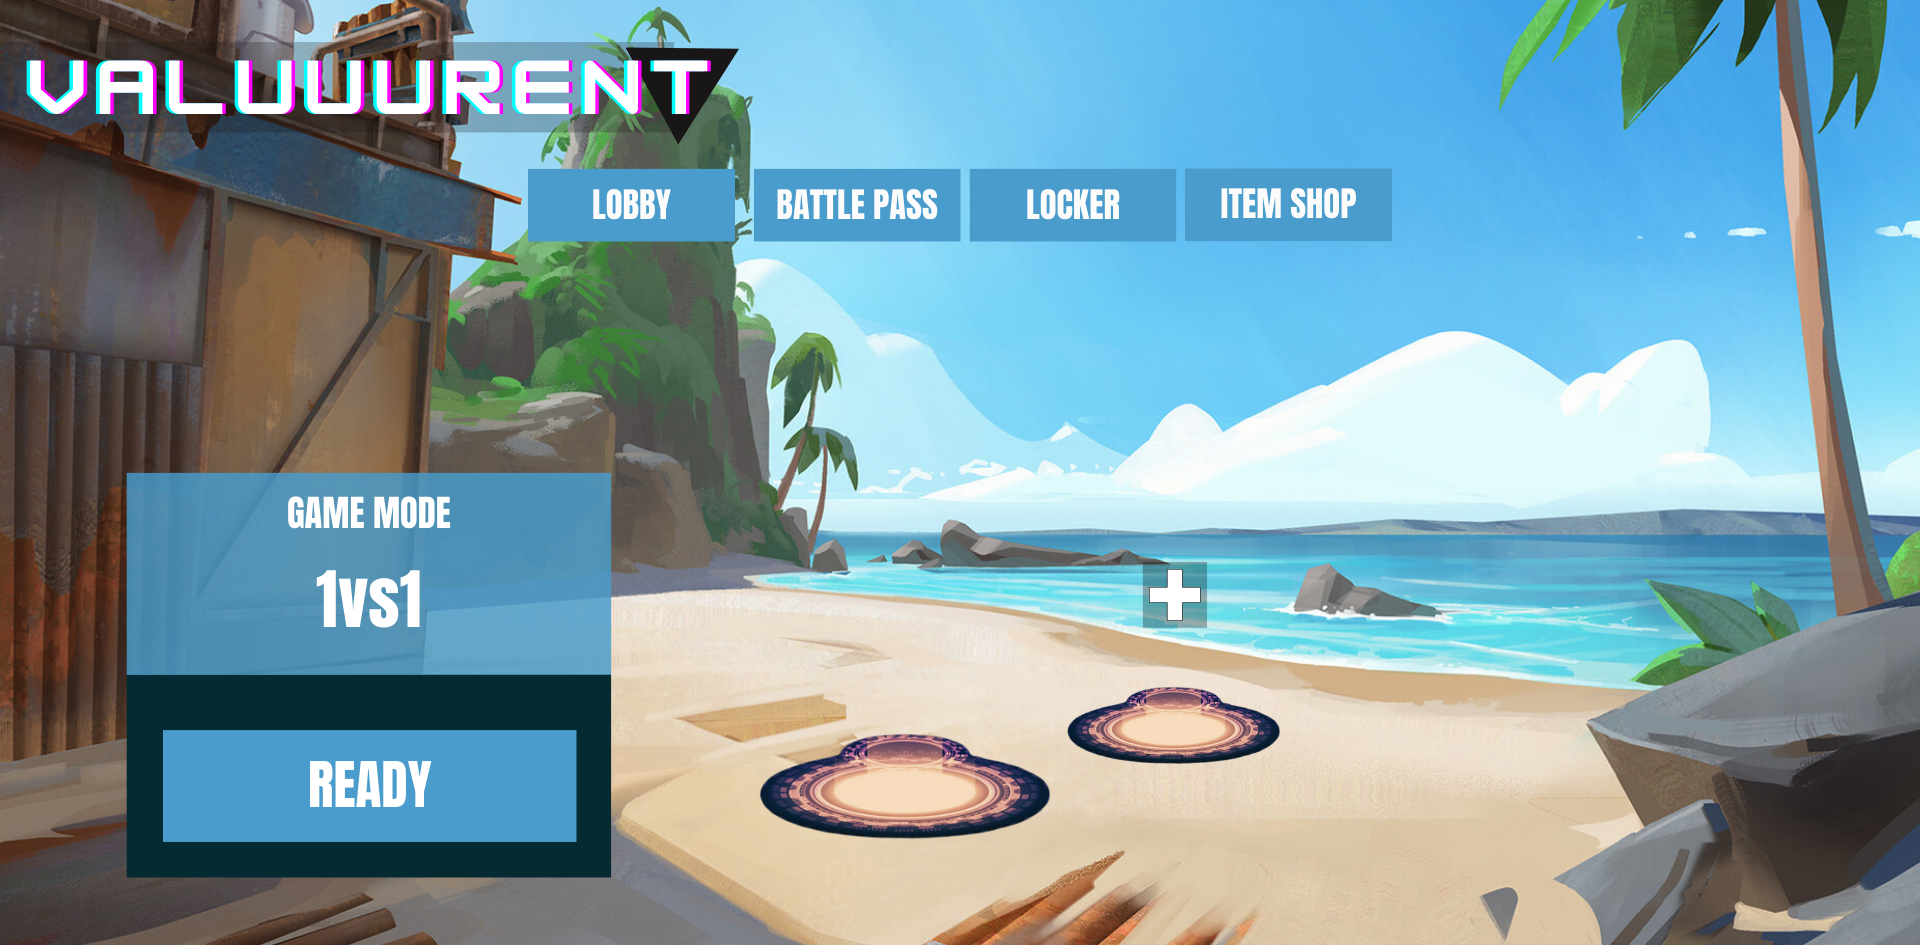 VALUUURENT
LOBBY
BATTLE PASS
LOCKER
ITEM SHOP
GAME MODE
1vs1
READY